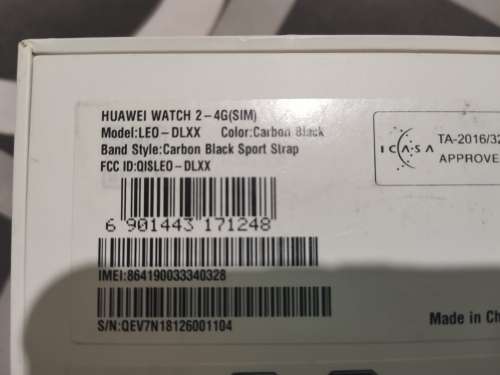 HUAWEI WATCH 2-4G(SIM)
Model:LEO-DLXX Color:Carbon Black
Band Style:Carbon Black Sport Strap
FCC ID:QISLEO-DLXX
6 901443 171248
IMEI:864190033340328
S/N:QEV7N18126001104
ICASA
TA-2016/32
APPROVE
Made in Ch